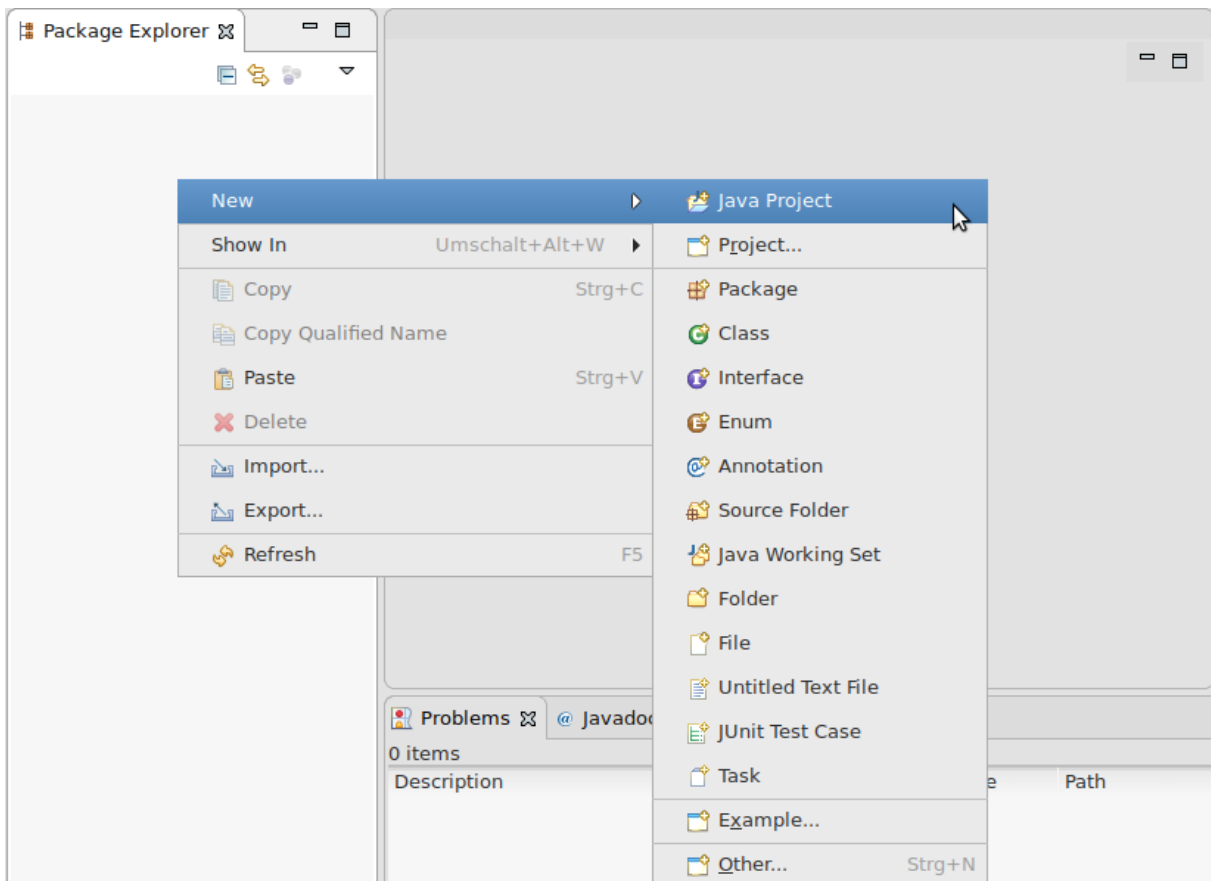 Package Explorer
New
Show In Umschalt+Alt+W
Copy Strg+C
Copy Qualified Name
Paste Strg+V
Delete
Import...
Export...
Refresh F5
Java Project
Project...
Package
Class
Interface
Enum
Annotation
Source Folder
Java Working Set
Folder
File
Untitled Text File
JUnit Test Case
Task
Example...
Other... Strg+N
Problems @ Javadoc
0 items
Description Path